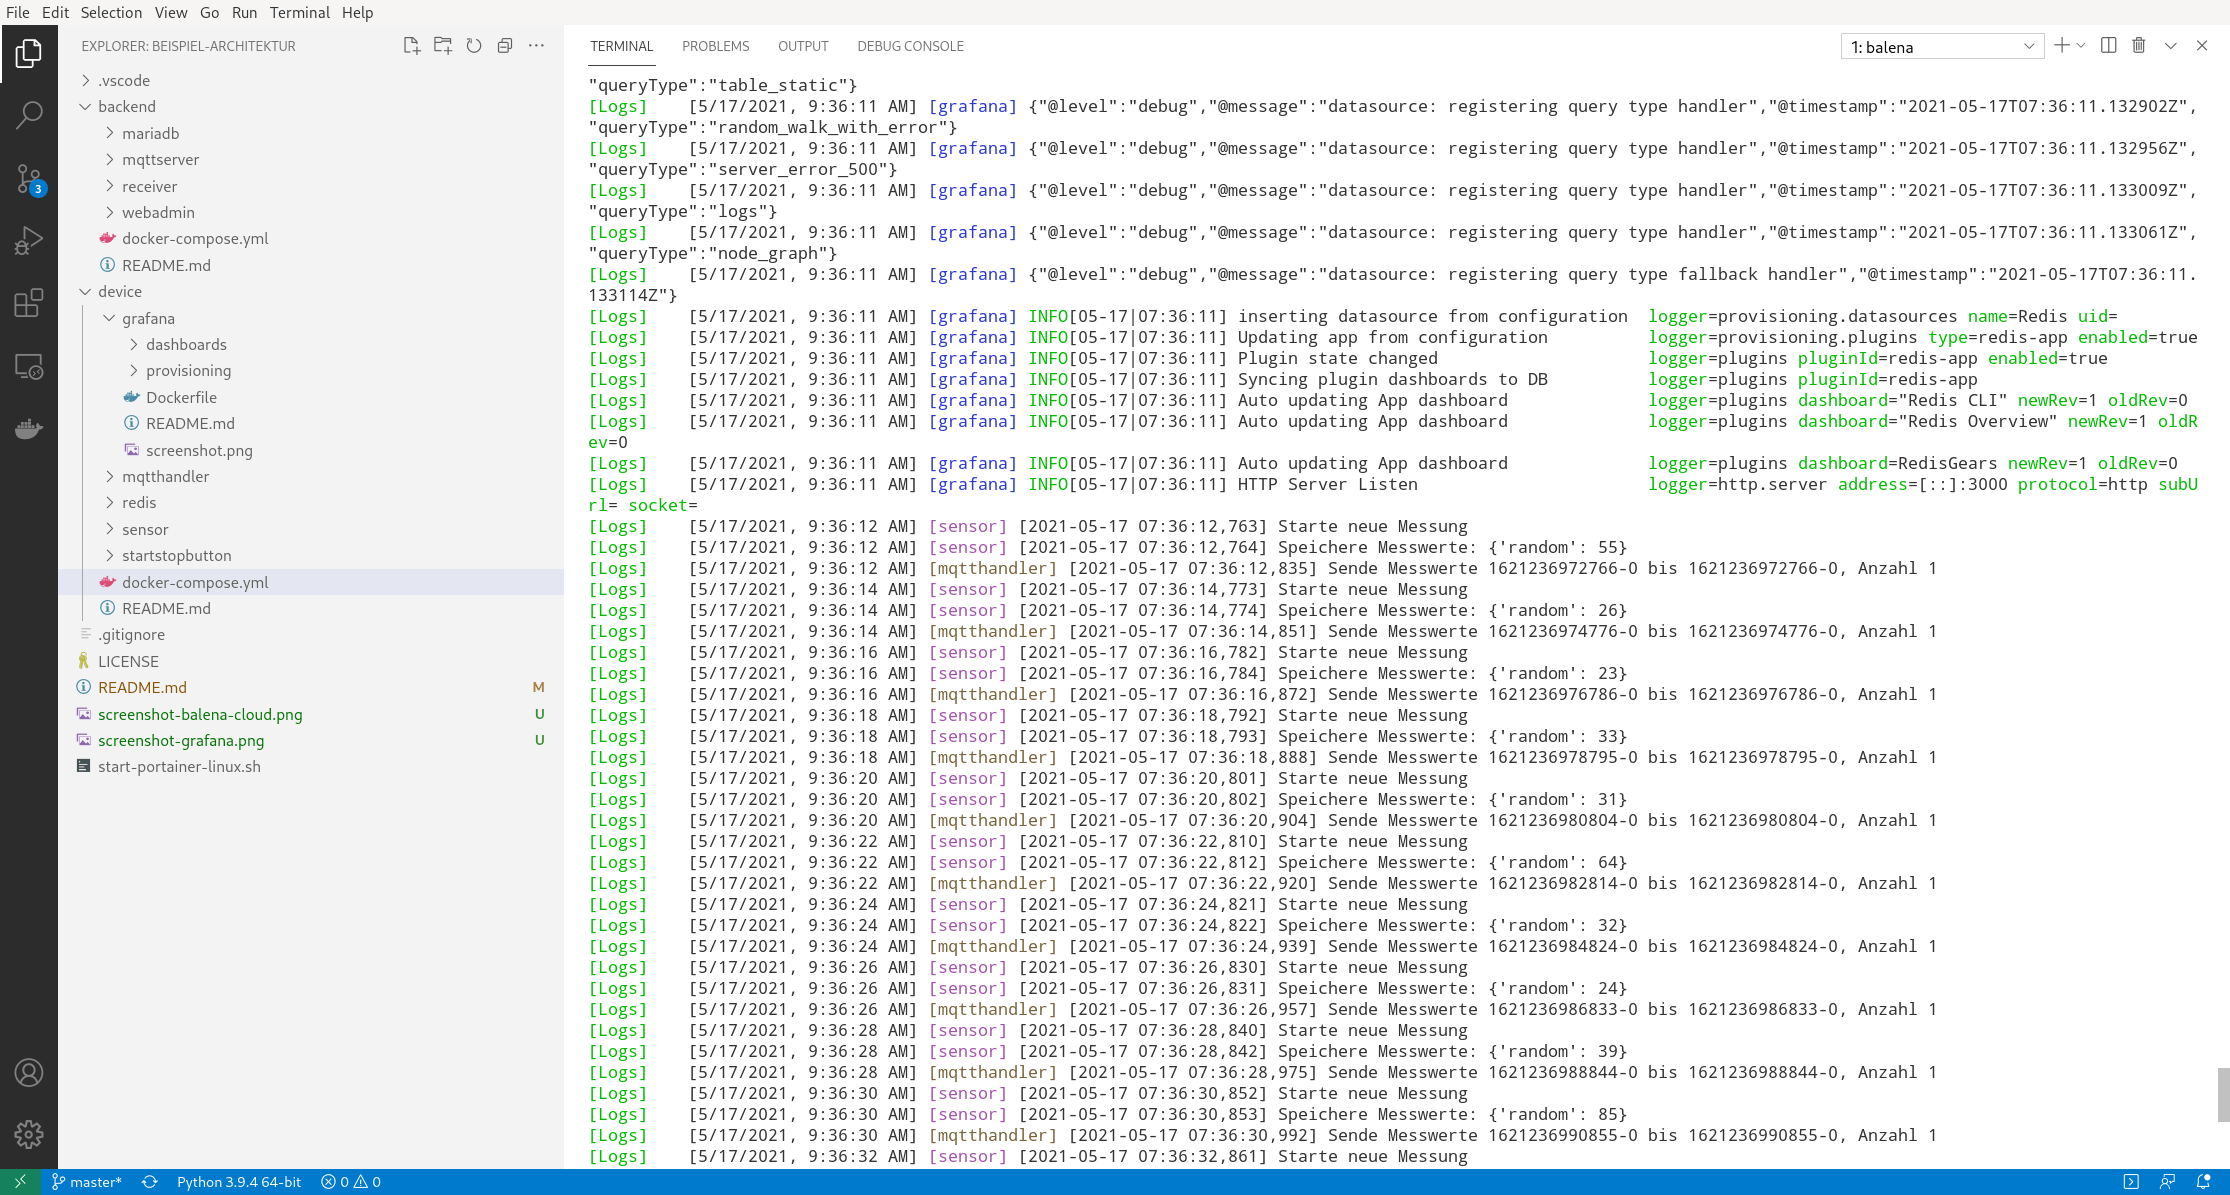 File Edit Selection View Go Run Terminal Help
EXPLORER: BEISPIEL-ARCHITEKTUR
.vscode
backend
mariadb
mqttserver
receiver
webadmin
docker-compose.yml
README.md
device
grafana
dashboards
provisioning
Dockerfile
README.md
screenshot.png
mqtthandler
redis
sensor
startstopbutton
docker-compose.yml
README.md
.gitignore
LICENSE
README.md M
screenshot-balena-cloud.png U
screenshot-grafana.png U
start-portainer-linux.sh
3
TERMINAL PROBLEMS OUTPUT DEBUG CONSOLE
1: balena
"queryType":"table_static"}
[Logs] [5/17/2021, 9:36:11 AM] [grafana] {"@level":"debug","@message":"datasource: registering query type handler","@timestamp":"2021-05-17T07:36:11.132902Z",
"queryType":"random_walk_with_error"}
[Logs] [5/17/2021, 9:36:11 AM] [grafana] {"@level":"debug","@message":"datasource: registering query type handler","@timestamp":"2021-05-17T07:36:11.132956Z",
"queryType":"server_error_500"}
[Logs] [5/17/2021, 9:36:11 AM] [grafana] {"@level":"debug","@message":"datasource: registering query type handler","@timestamp":"2021-05-17T07:36:11.133009Z",
"queryType":"logs"}
[Logs] [5/17/2021, 9:36:11 AM] [grafana] {"@level":"debug","@message":"datasource: registering query type handler","@timestamp":"2021-05-17T07:36:11.133061Z",
"queryType":"node_graph"}
[Logs] [5/17/2021, 9:36:11 AM] [grafana] {"@level":"debug","@message":"datasource: registering query type fallback handler","@timestamp":"2021-05-17T07:36:11.
133114Z"}
[Logs] [5/17/2021, 9:36:11 AM] [grafana] INFO[05-17|07:36:11] inserting datasource from configuration logger=provisioning.datasources name=Redis uid=
[Logs] [5/17/2021, 9:36:11 AM] [grafana] INFO[05-17|07:36:11] Updating app from configuration logger=provisioning.plugins type=redis-app enabled=true
[Logs] [5/17/2021, 9:36:11 AM] [grafana] INFO[05-17|07:36:11] Plugin state changed logger=plugins pluginId=redis-app enabled=true
[Logs] [5/17/2021, 9:36:11 AM] [grafana] INFO[05-17|07:36:11] Syncing plugin dashboards to DB logger=plugins pluginId=redis-app
[Logs] [5/17/2021, 9:36:11 AM] [grafana] INFO[05-17|07:36:11] Auto updating App dashboard logger=plugins dashboard="Redis CLI" newRev=1 oldRev=0
[Logs] [5/17/2021, 9:36:11 AM] [grafana] INFO[05-17|07:36:11] Auto updating App dashboard logger=plugins dashboard="Redis Overview" newRev=1 oldR
ev=0
[Logs] [5/17/2021, 9:36:11 AM] [grafana] INFO[05-17|07:36:11] Auto updating App dashboard logger=plugins dashboard=RedisGears newRev=1 oldRev=0
[Logs] [5/17/2021, 9:36:11 AM] [grafana] INFO[05-17|07:36:11] HTTP Server Listen logger=http.server address=[::]:3000 protocol=http subU
rl= socket=
[Logs] [5/17/2021, 9:36:12 AM] [sensor] [2021-05-17 07:36:12,763] Starte neue Messung
[Logs] [5/17/2021, 9:36:12 AM] [sensor] [2021-05-17 07:36:12,764] Speichere Messwerte: {'random': 55}
[Logs] [5/17/2021, 9:36:12 AM] [mqtthandler] [2021-05-17 07:36:12,835] Sende Messwerte 1621236972766-0 bis 1621236972766-0, Anzahl 1
[Logs] [5/17/2021, 9:36:14 AM] [sensor] [2021-05-17 07:36:14,773] Starte neue Messung
[Logs] [5/17/2021, 9:36:14 AM] [sensor] [2021-05-17 07:36:14,774] Speichere Messwerte: {'random': 26}
[Logs] [5/17/2021, 9:36:14 AM] [mqtthandler] [2021-05-17 07:36:14,851] Sende Messwerte 1621236974776-0 bis 1621236974776-0, Anzahl 1
[Logs] [5/17/2021, 9:36:16 AM] [sensor] [2021-05-17 07:36:16,782] Starte neue Messung
[Logs] [5/17/2021, 9:36:16 AM] [sensor] [2021-05-17 07:36:16,784] Speichere Messwerte: {'random': 23}
[Logs] [5/17/2021, 9:36:16 AM] [mqtthandler] [2021-05-17 07:36:16,872] Sende Messwerte 1621236976786-0 bis 1621236976786-0, Anzahl 1
[Logs] [5/17/2021, 9:36:18 AM] [sensor] [2021-05-17 07:36:18,792] Starte neue Messung
[Logs] [5/17/2021, 9:36:18 AM] [sensor] [2021-05-17 07:36:18,793] Speichere Messwerte: {'random': 33}
[Logs] [5/17/2021, 9:36:18 AM] [mqtthandler] [2021-05-17 07:36:18,888] Sende Messwerte 1621236978795-0 bis 1621236978795-0, Anzahl 1
[Logs] [5/17/2021, 9:36:20 AM] [sensor] [2021-05-17 07:36:20,801] Starte neue Messung
[Logs] [5/17/2021, 9:36:20 AM] [sensor] [2021-05-17 07:36:20,802] Speichere Messwerte: {'random': 31}
[Logs] [5/17/2021, 9:36:20 AM] [mqtthandler] [2021-05-17 07:36:20,904] Sende Messwerte 1621236980804-0 bis 1621236980804-0, Anzahl 1
[Logs] [5/17/2021, 9:36:22 AM] [sensor] [2021-05-17 07:36:22,810] Starte neue Messung
[Logs] [5/17/2021, 9:36:22 AM] [sensor] [2021-05-17 07:36:22,812] Speichere Messwerte: {'random': 64}
[Logs] [5/17/2021, 9:36:22 AM] [mqtthandler] [2021-05-17 07:36:22,920] Sende Messwerte 1621236982814-0 bis 1621236982814-0, Anzahl 1
[Logs] [5/17/2021, 9:36:24 AM] [sensor] [2021-05-17 07:36:24,821] Starte neue Messung
[Logs] [5/17/2021, 9:36:24 AM] [sensor] [2021-05-17 07:36:24,822] Speichere Messwerte: {'random': 32}
[Logs] [5/17/2021, 9:36:24 AM] [mqtthandler] [2021-05-17 07:36:24,939] Sende Messwerte 1621236984824-0 bis 1621236984824-0, Anzahl 1
[Logs] [5/17/2021, 9:36:26 AM] [sensor] [2021-05-17 07:36:26,830] Starte neue Messung
[Logs] [5/17/2021, 9:36:26 AM] [sensor] [2021-05-17 07:36:26,831] Speichere Messwerte: {'random': 24}
[Logs] [5/17/2021, 9:36:26 AM] [mqtthandler] [2021-05-17 07:36:26,957] Sende Messwerte 1621236986833-0 bis 1621236986833-0, Anzahl 1
[Logs] [5/17/2021, 9:36:28 AM] [sensor] [2021-05-17 07:36:28,840] Starte neue Messung
[Logs] [5/17/2021, 9:36:28 AM] [sensor] [2021-05-17 07:36:28,842] Speichere Messwerte: {'random': 39}
[Logs] [5/17/2021, 9:36:28 AM] [mqtthandler] [2021-05-17 07:36:28,975] Sende Messwerte 1621236988844-0 bis 1621236988844-0, Anzahl 1
[Logs] [5/17/2021, 9:36:30 AM] [sensor] [2021-05-17 07:36:30,852] Starte neue Messung
[Logs] [5/17/2021, 9:36:30 AM] [sensor] [2021-05-17 07:36:30,853] Speichere Messwerte: {'random': 85}
[Logs] [5/17/2021, 9:36:30 AM] [mqtthandler] [2021-05-17 07:36:30,992] Sende Messwerte 1621236990855-0 bis 1621236990855-0, Anzahl 1
[Logs] [5/17/2021, 9:36:32 AM] [sensor] [2021-05-17 07:36:32,861] Starte neue Messung
master* Python 3.9.4 64-bit 0 0